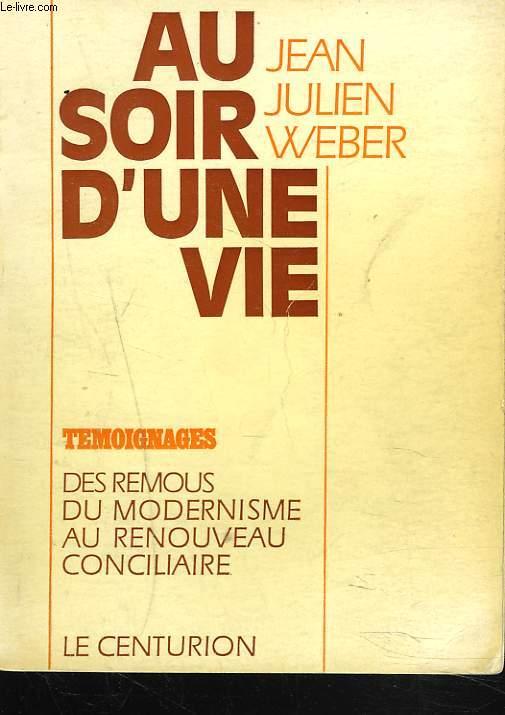 Le-livre.com
AU
SOIR
D'UNE
VIE
JEAN
JULIEN
WEBER
TEMOIGNAGES
DES REMOUS
DU MODERNISME
AU RENOUVEAU
CONCILIAIRE
LE CENTURION